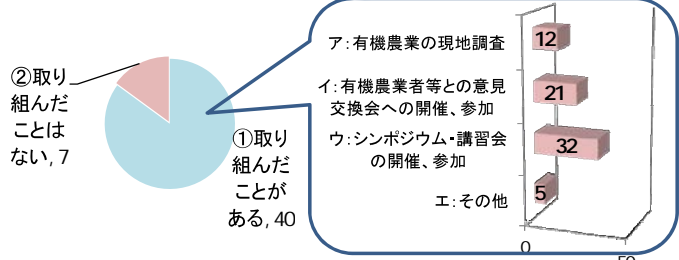 ②取り
組んだ
ことは
ない, 7
①取り
組んだ
ことが
ある, 40
ア：有機農業の現地調査
12
イ：有機農業者等との意見
交換会への開催、参加
21
ウ：シンポジウム・講習会
の開催、参加
32
エ：その他
5
0
50